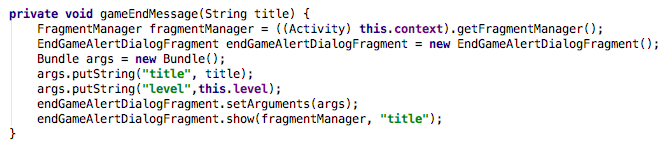 private void gameEndMessage(String title) {
    FragmentManager fragmentManager = ((Activity) this.context).getFragmentManager();
    EndGameAlertDialogFragment endGameAlertDialogFragment = new EndGameAlertDialogFragment();
    Bundle args = new Bundle();
    args.putString("title", title);
    args.putString("level",this.level);
    endGameAlertDialogFragment.setArguments(args);
    endGameAlertDialogFragment.show(fragmentManager, "title");
}